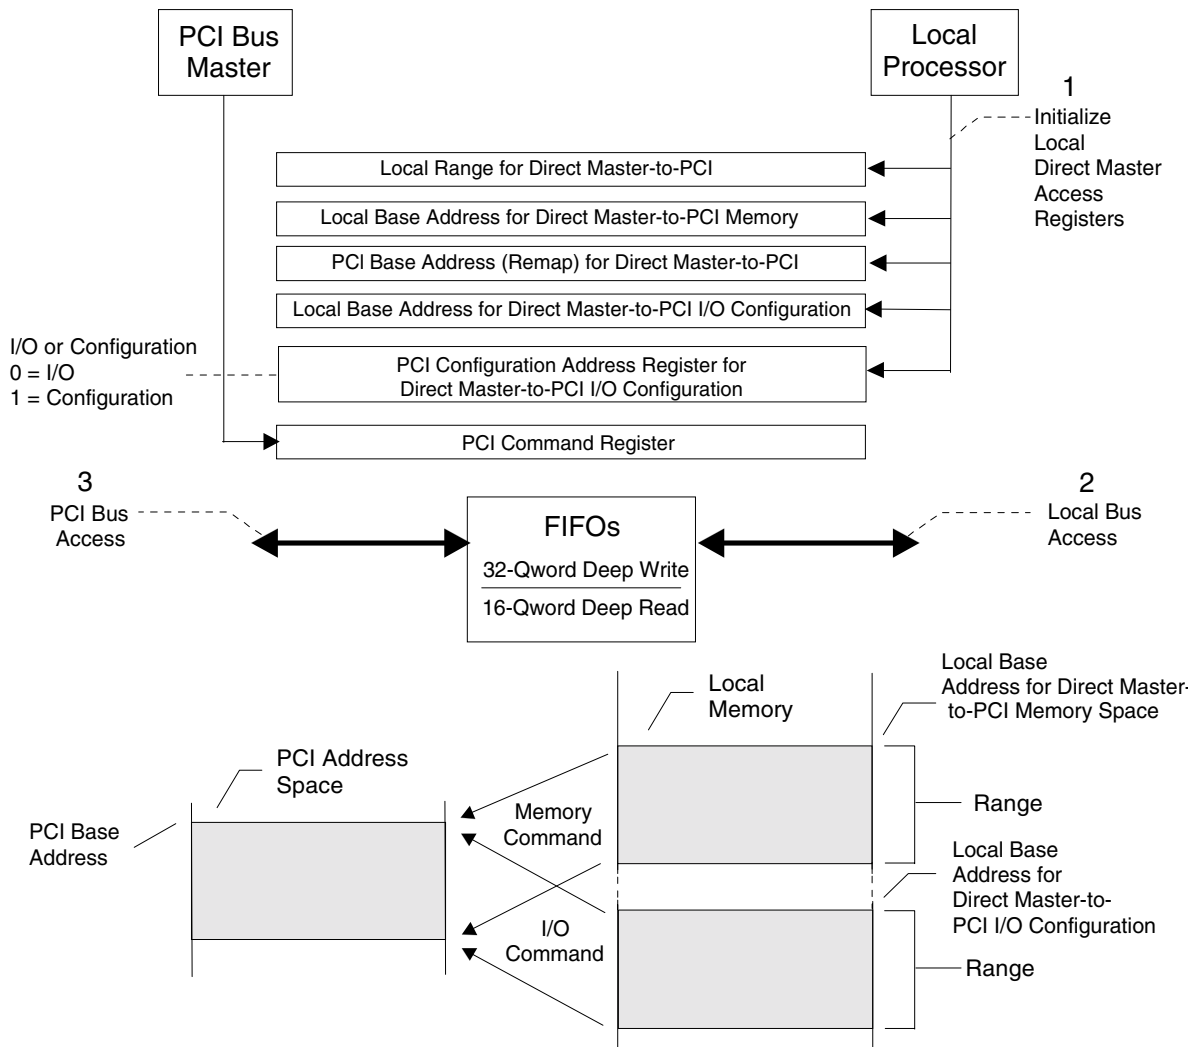 PCI Bus
Master
Local
Processor
1
Initialize
Local
Direct Master
Access
Registers
Local Range for Direct Master-to-PCI
Local Base Address for Direct Master-to-PCI Memory
PCI Base Address (Remap) for Direct Master-to-PCI
Local Base Address for Direct Master-to-PCI I/O Configuration
I/O or Configuration
0 = I/O
1 = Configuration
PCI Configuration Address Register for
Direct Master-to-PCI I/O Configuration
PCI Command Register
3
PCI Bus
Access
FIFOs
32-Qword Deep Write
16-Qword Deep Read
2
Local Bus
Access
Local
Memory
Local Base
Address for Direct Master-
to-PCI Memory Space
PCI Address
Space
PCI Base
Address
Memory
Command
Range
Local Base
Address for
Direct Master-to-
PCI I/O Configuration
I/O
Command
Range